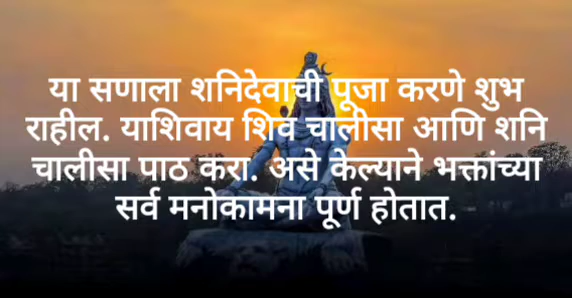 या सणाला शनिदेवाची पूजा करणे शुभ
राहील. याशिवाय शिव चालीसा आणि शनि
चालीसा पाठ करा. असे केल्याने भक्तांच्या
सर्व मनोकामना पूर्ण होतात.